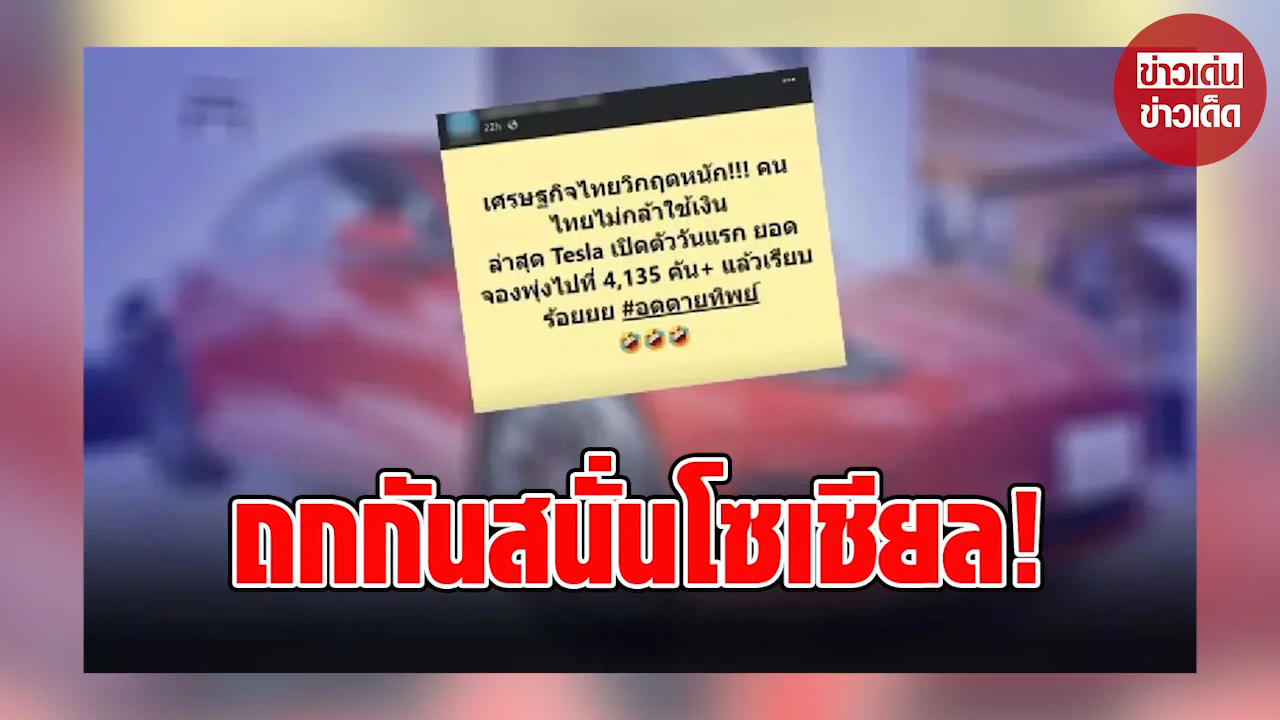 ข่าวเด่น
ข่าวเด็ด
22h
เศรษฐกิจไทยวิกฤตหนัก!!! คน
ไทยไม่กล้าใช้เงิน
ล่าสุด Tesla เปิดตัววันแรก ยอด
จองพุ่งไปที่ 4,135 คัน+ แล้วเรียบ
ร้อยยย #อดตายทิพย์
🤣🤣🤣
ถกกันสนั่นโซเชียล!